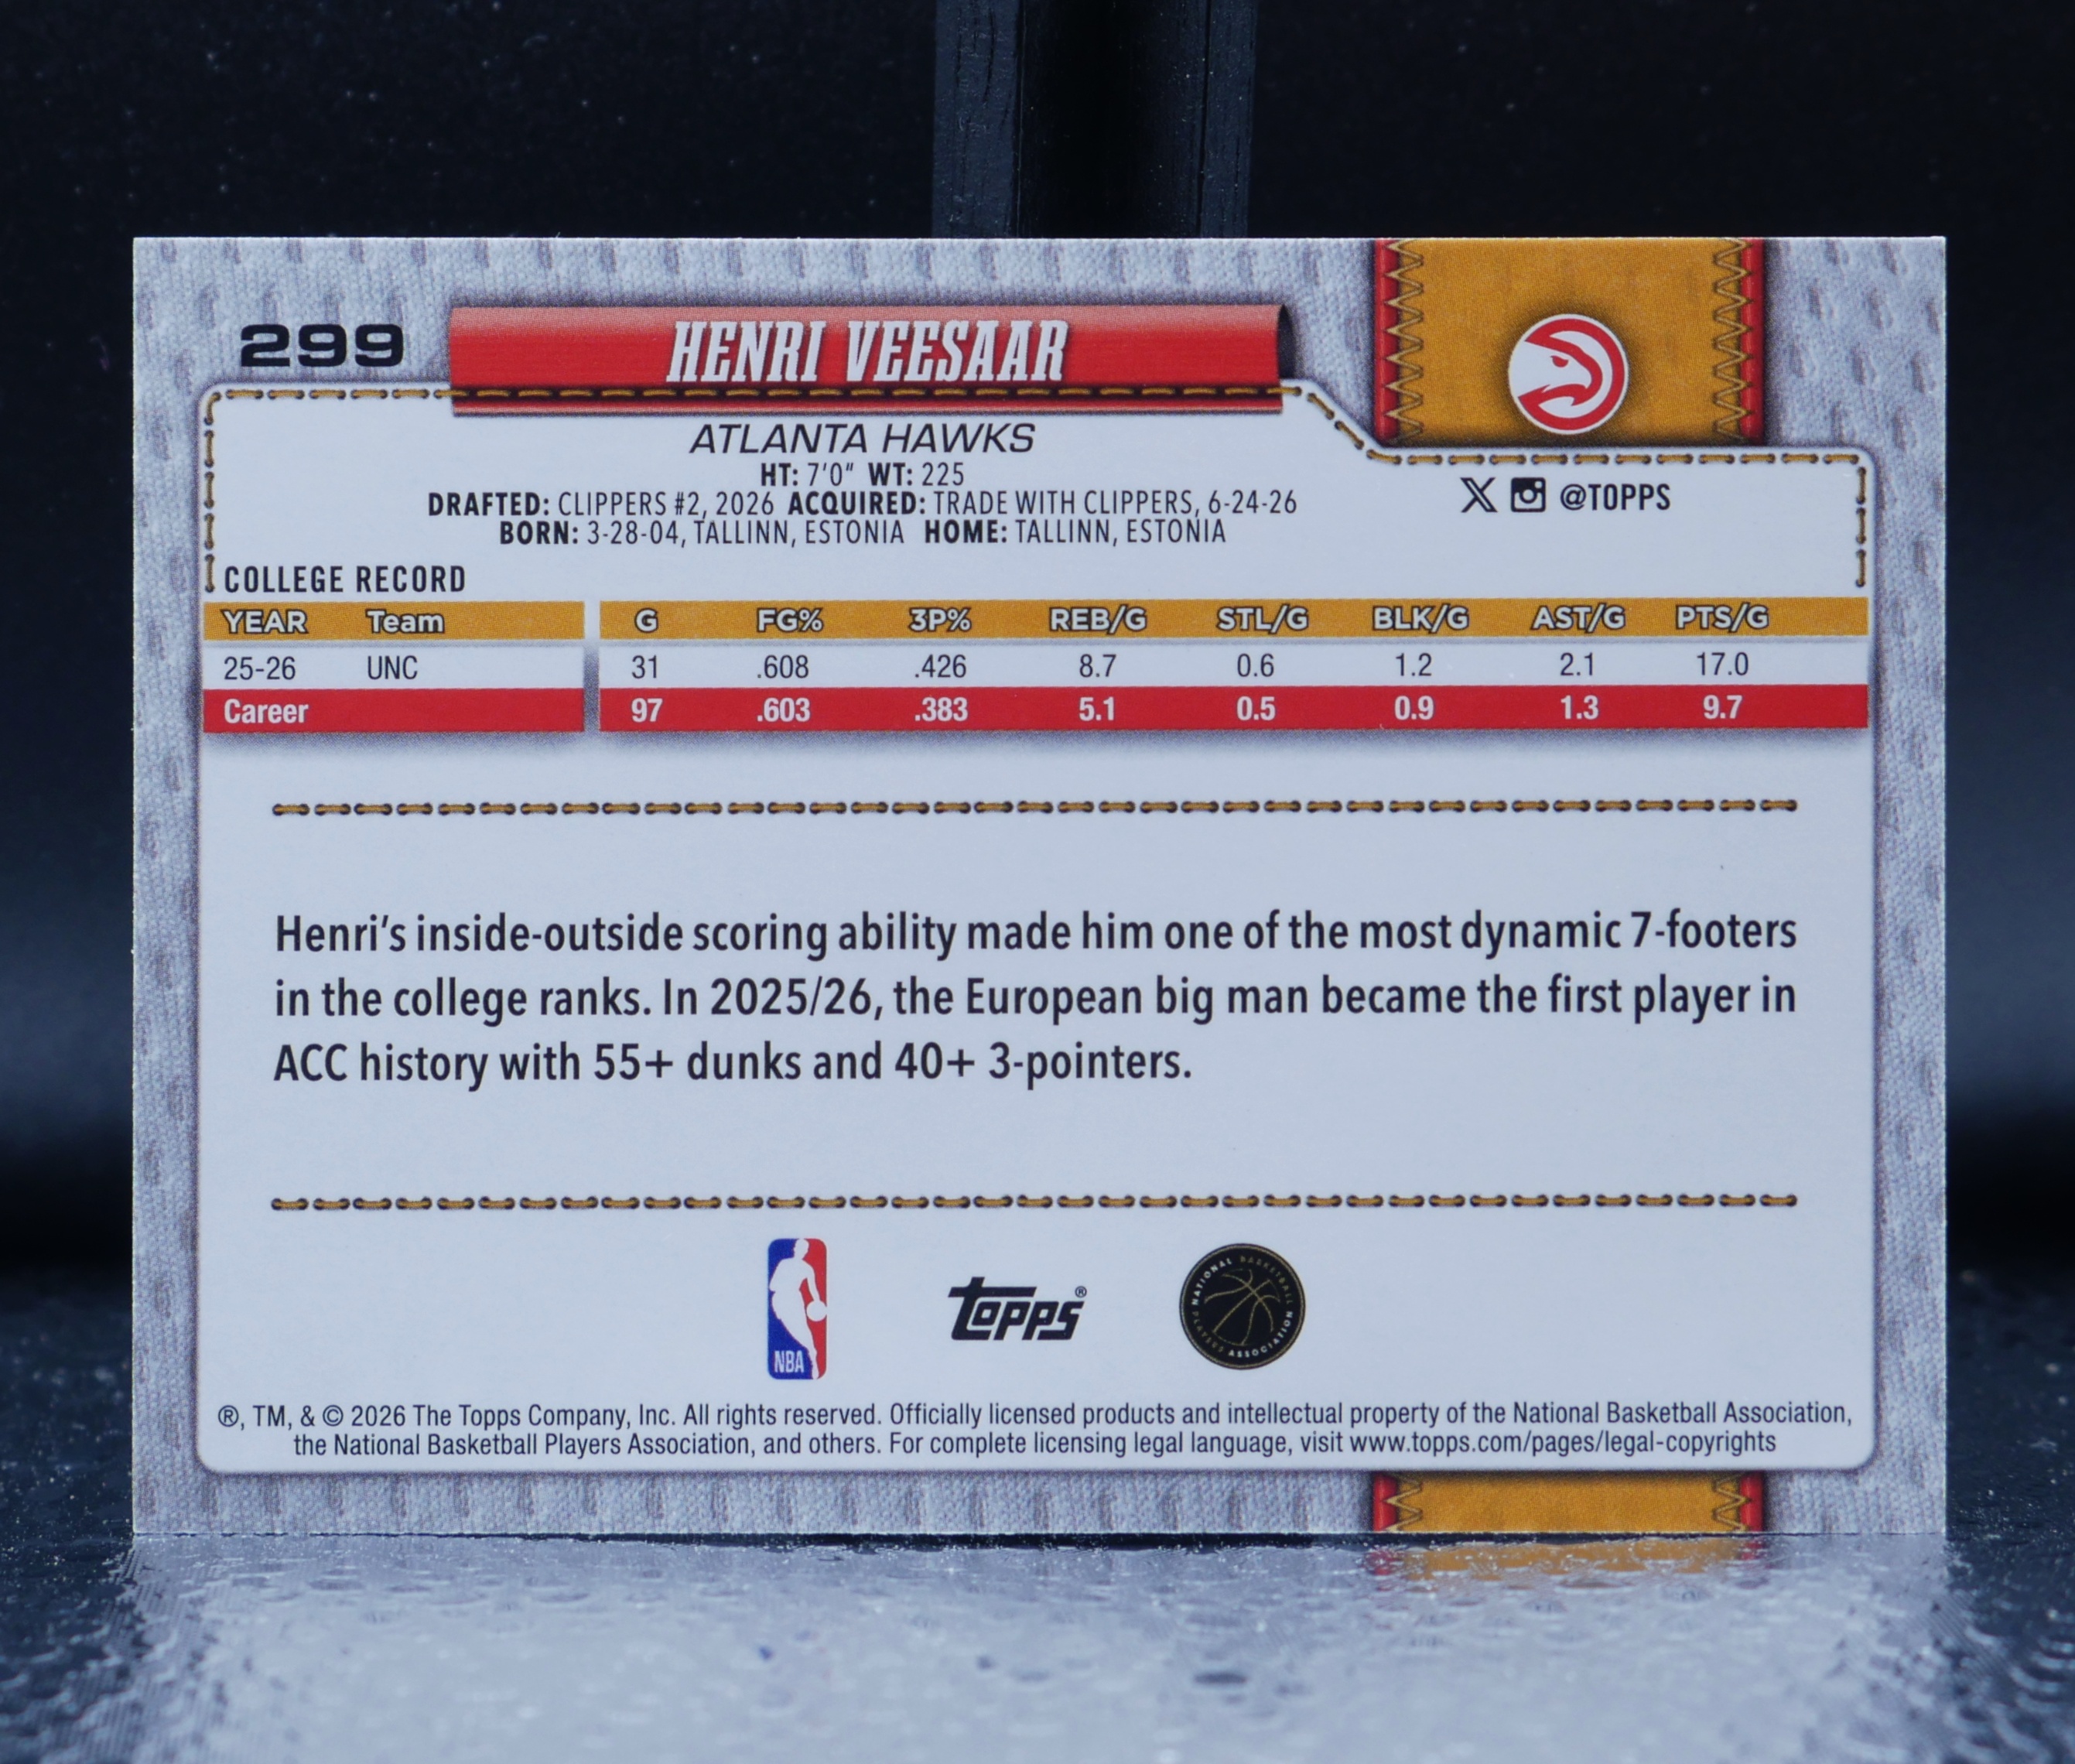 299
HENRI VEESAAR
ATLANTA HAWKS
HT: 7'0" WT: 225
DRAFTED: CLIPPERS #2, 2026 ACQUIRED: TRADE WITH CLIPPERS, 6-24-26
BORN: 3-28-04, TALLINN, ESTONIA HOME: TALLINN, ESTONIA
X @TOPPS
COLLEGE RECORD
YEAR Team G FG% 3P% REB/G STL/G BLK/G AST/G PTS/G
25-26 UNC 31 .608 .426 8.7 0.6 1.2 2.1 17.0
Career 97 .603 .383 5.1 0.5 0.9 1.3 9.7
Henri's inside-outside scoring ability made him one of the most dynamic 7-footers
in the college ranks. In 2025/26, the European big man became the first player in
ACC history with 55+ dunks and 40+ 3-pointers.
NBA
topps®
NATIONAL BASKETBALL PLAYERS ASSOCIATION
®, TM, & © 2026 The Topps Company, Inc. All rights reserved. Officially licensed products and intellectual property of the National Basketball Association,
the National Basketball Players Association, and others. For complete licensing legal language, visit www.topps.com/pages/legal-copyrights